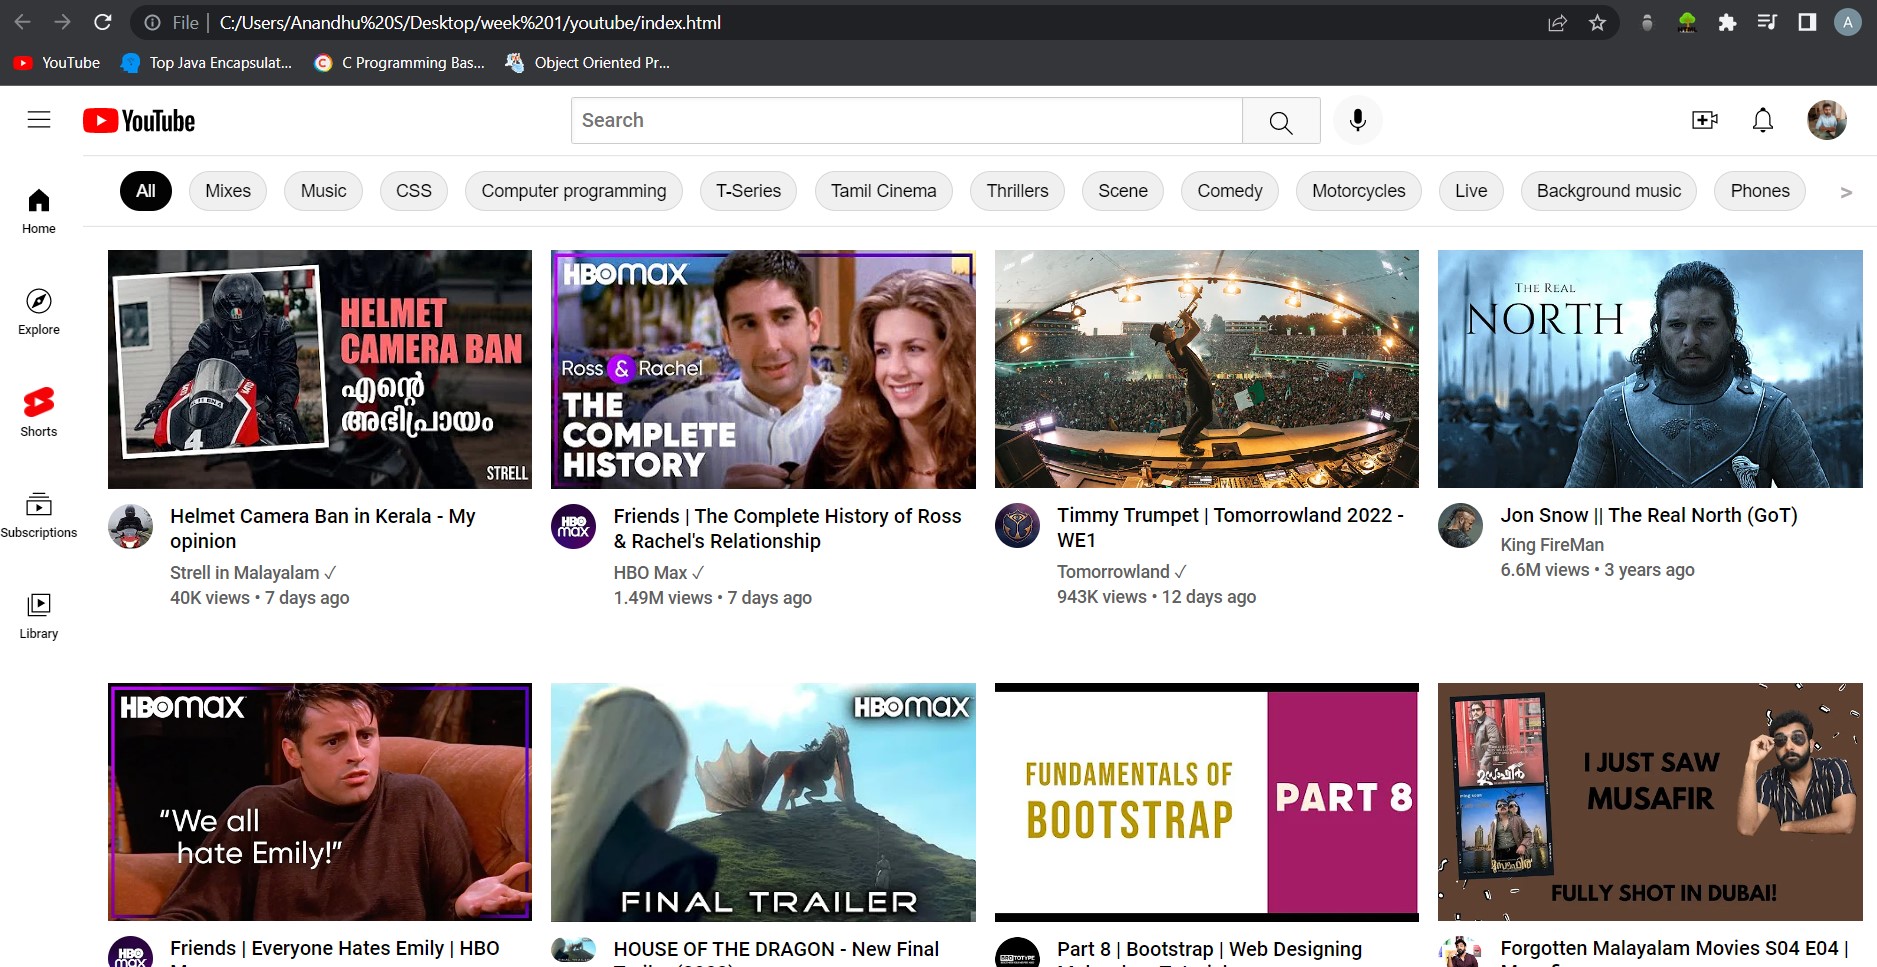 File | C:/Users/Anandhu%20S/Desktop/week%201/youtube/index.html
A
YouTube Top Java Encapsulat... C Programming Bas... Object Oriented Pr...
YouTube
Search
All Mixes Music CSS Computer programming T-Series Tamil Cinema Thrillers Scene Comedy Motorcycles Live Background music Phones >
Home
Explore
Shorts
Subscriptions
Library
HELMET
CAMERA BAN
എന്റെ
അഭിപ്രായം
STRELL
4
HBOMAX
Ross & Rachel
THE
COMPLETE
HISTORY
THE REAL
NORTH
Helmet Camera Ban in Kerala - My
opinion
Strell in Malayalam ✓
40K views • 7 days ago
HBO
max
Friends | The Complete History of Ross
& Rachel's Relationship
HBO Max ✓
1.49M views • 7 days ago
Timmy Trumpet | Tomorrowland 2022 -
WE1
Tomorrowland ✓
943K views • 12 days ago
Jon Snow || The Real North (GoT)
King FireMan
6.6M views • 3 years ago
HBOMAX
“We all
hate Emily!”
HBOMAX
FINAL TRAILER
FUNDAMENTALS OF
BOOTSTRAP
PART 8
I JUST SAW
MUSAFIR
FULLY SHOT IN DUBAI!
HBO
max
Friends | Everyone Hates Emily | HBO
HOUSE OF THE DRAGON - New Final
Part 8 | Bootstrap | Web Designing
Forgotten Malayalam Movies S04 E04 |